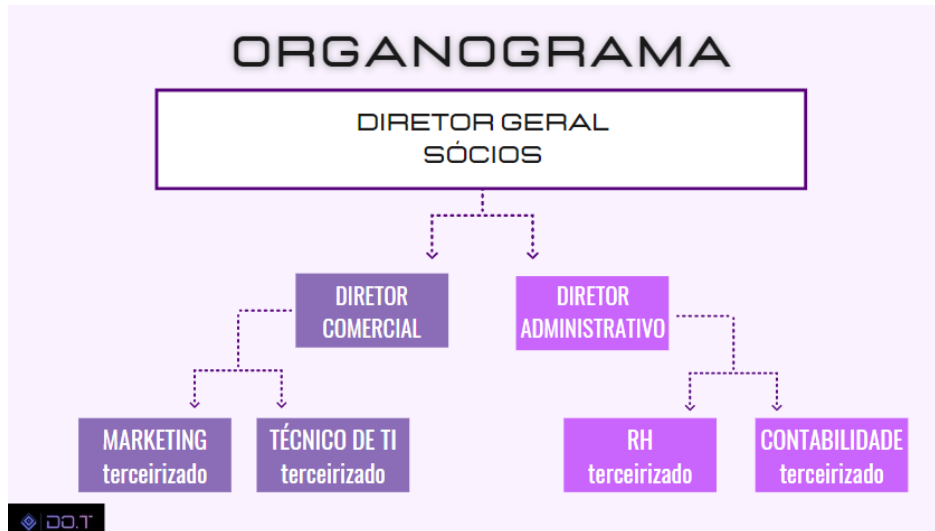 ORGANOGRAMA
DIRETOR GERAL
SÓCIOS
DIRETOR
COMERCIAL
DIRETOR
ADMINISTRATIVO
MARKETING
terceirizado
TÉCNICO DE TI
terceirizado
RH
terceirizado
CONTABILIDADE
terceirizado
DO.T